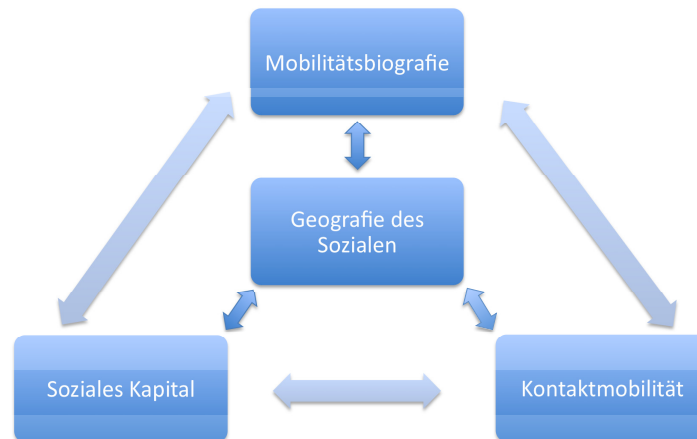 Mobilitätsbiografie
Geografie des
Sozialen
Soziales Kapital
Kontaktmobilität